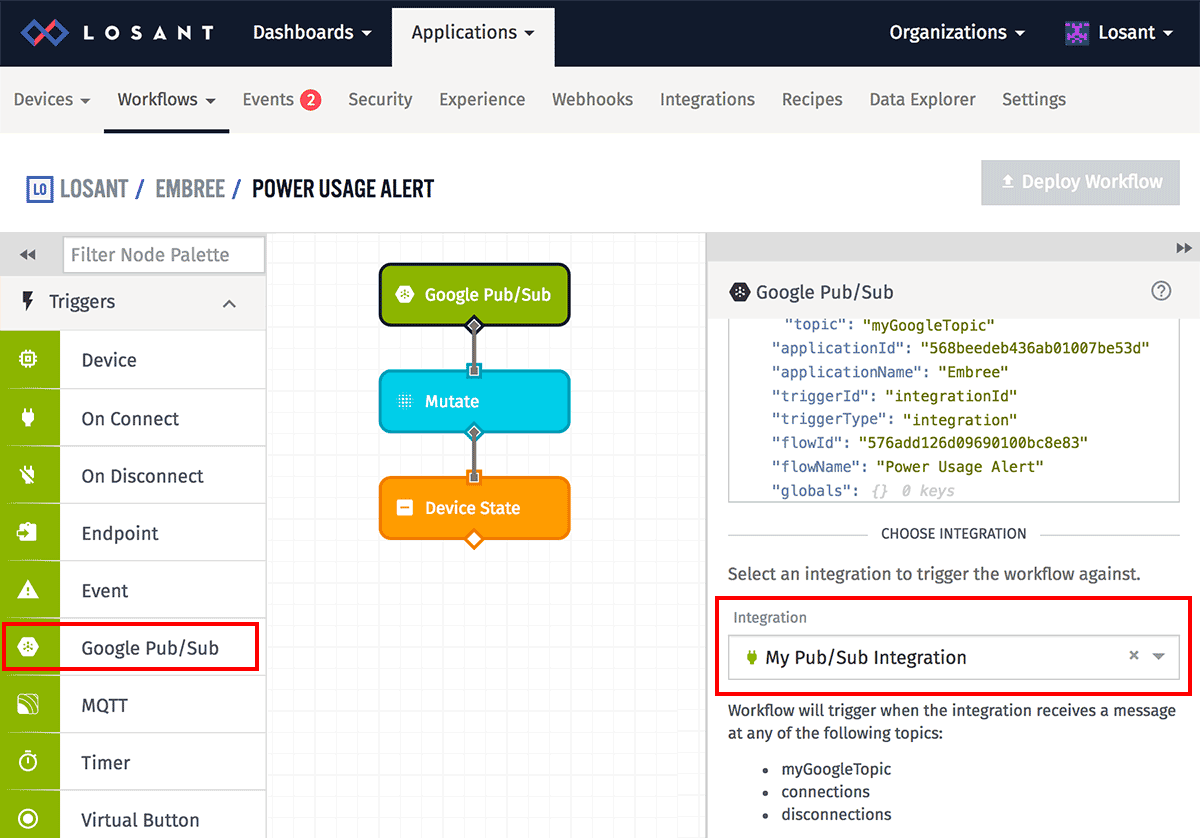 LOSANT Dashboards Applications Organizations Losant
Devices Workflows Events 2 Security Experience Webhooks Integrations Recipes Data Explorer Settings
LO LOSANT / EMBREE / POWER USAGE ALERT
Deploy Workflow
Filter Node Palette
Triggers
Device
On Connect
On Disconnect
Endpoint
Event
Google Pub/Sub
MQTT
Timer
Virtual Button
Google Pub/Sub
Mutate
Device State
Google Pub/Sub ?
"topic": "myGoogleTopic"
"applicationId": "568beedeb436ab01007be53d"
"applicationName": "Embree"
"triggerId": "integrationId"
"triggerType": "integration"
"flowId": "576add126d09690100bc8e83"
"flowName": "Power Usage Alert"
"globals": {} 0 keys
CHOOSE INTEGRATION
Select an integration to trigger the workflow against.
Integration
My Pub/Sub Integration ×
Workflow will trigger when the integration receives a message
at any of the following topics:
• myGoogleTopic
• connections
• disconnections